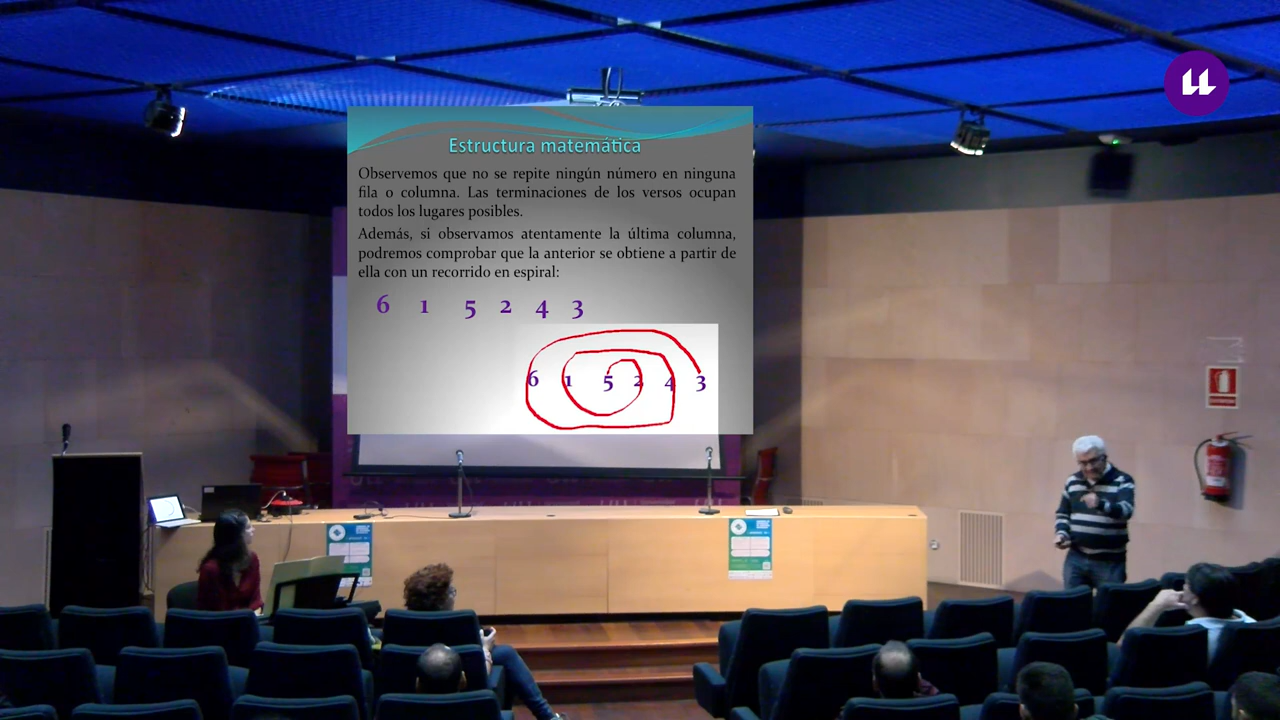 Estructura matemática
Observemos que no se repite ningún número en ninguna
fila o columna. Las terminaciones de los versos ocupan
todos los lugares posibles.
Además, si observamos atentamente la última columna,
podremos comprobar que la anterior se obtiene a partir de
ella con un recorrido en espiral:
6 1 5 2 4 3
6 1 5 2 4 3